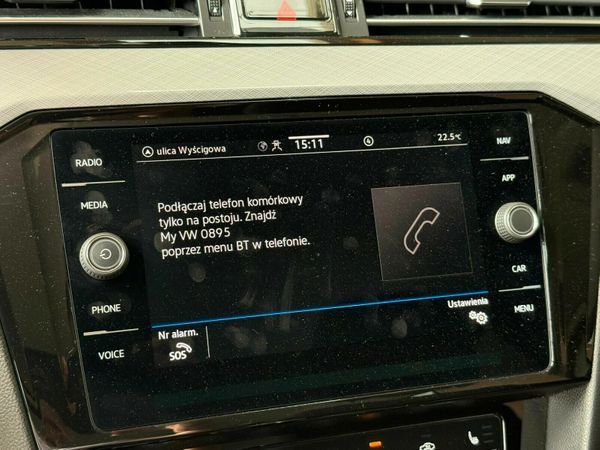 RADIO
MEDIA
PHONE
VOICE
ulica Wyścigowa
15:11
22.5°C
Podłączaj telefon komórkowy
tylko na postoju. Znajdź
My VW 0895
poprzez menu BT w telefonie.
Ustawienia
Nr alarm.
SOS
NAV
APP
CAR
MENU